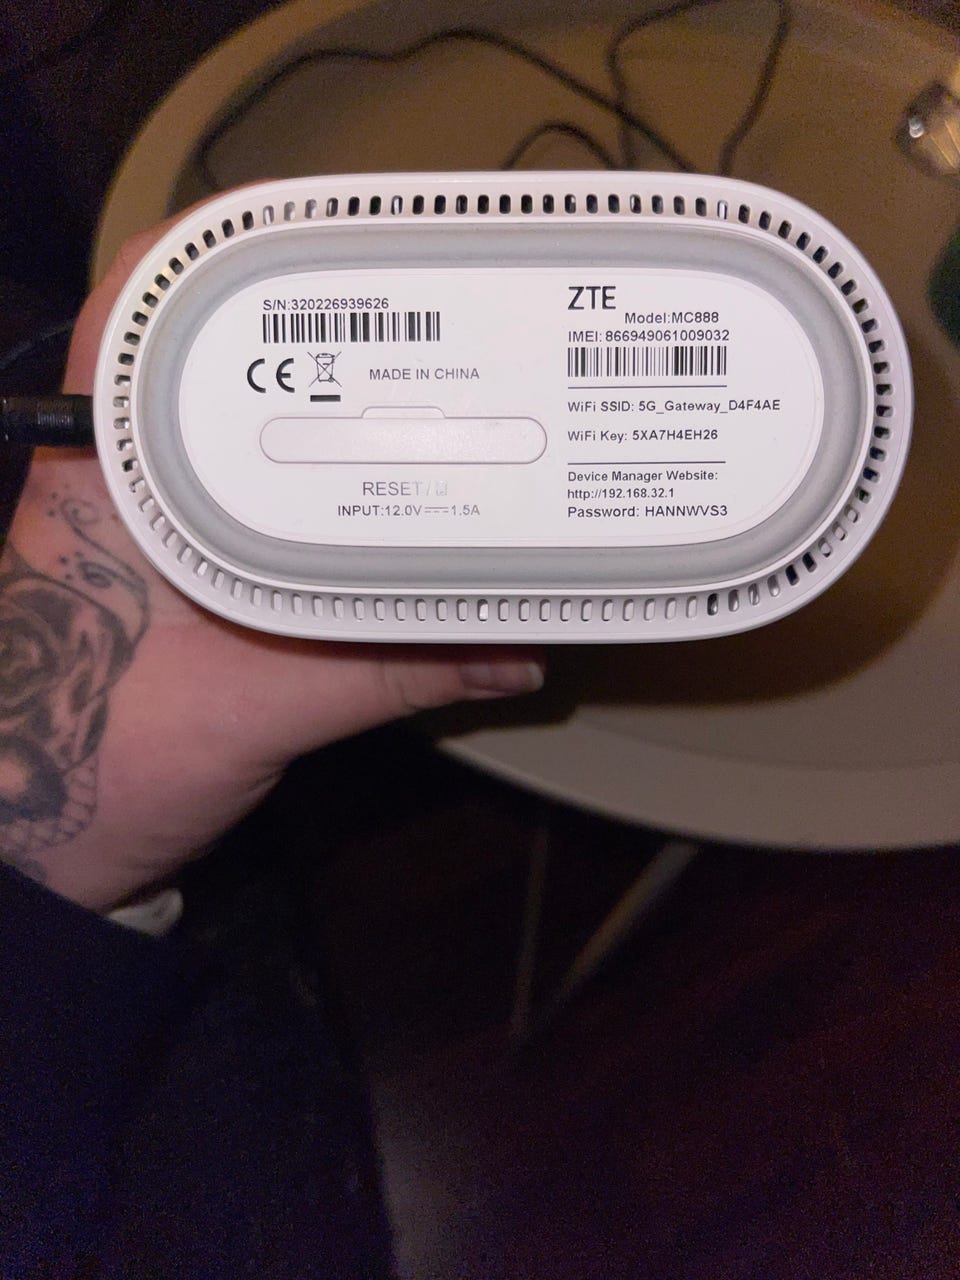 S/N:320226939626
CE
MADE IN CHINA
RESET/
INPUT:12.0V⎓1.5A
ZTE
Model:MC888
IMEI: 866949061009032
WiFi SSID: 5G_Gateway_D4F4AE
WiFi Key: 5XA7H4EH26
Device Manager Website:
http://192.168.32.1
Password: HANNWVS3